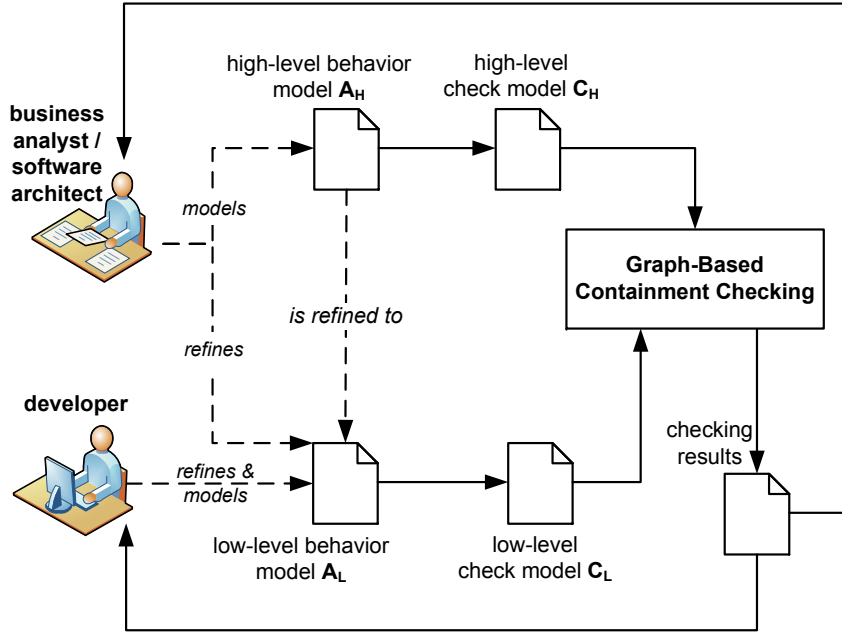 high-level behavior
model A_H
high-level
check model C_H
business
analyst /
software
architect
models
Graph-Based
Containment Checking
is refined to
refines
developer
checking
results
refines &
models
low-level behavior
model A_L
low-level
check model C_L